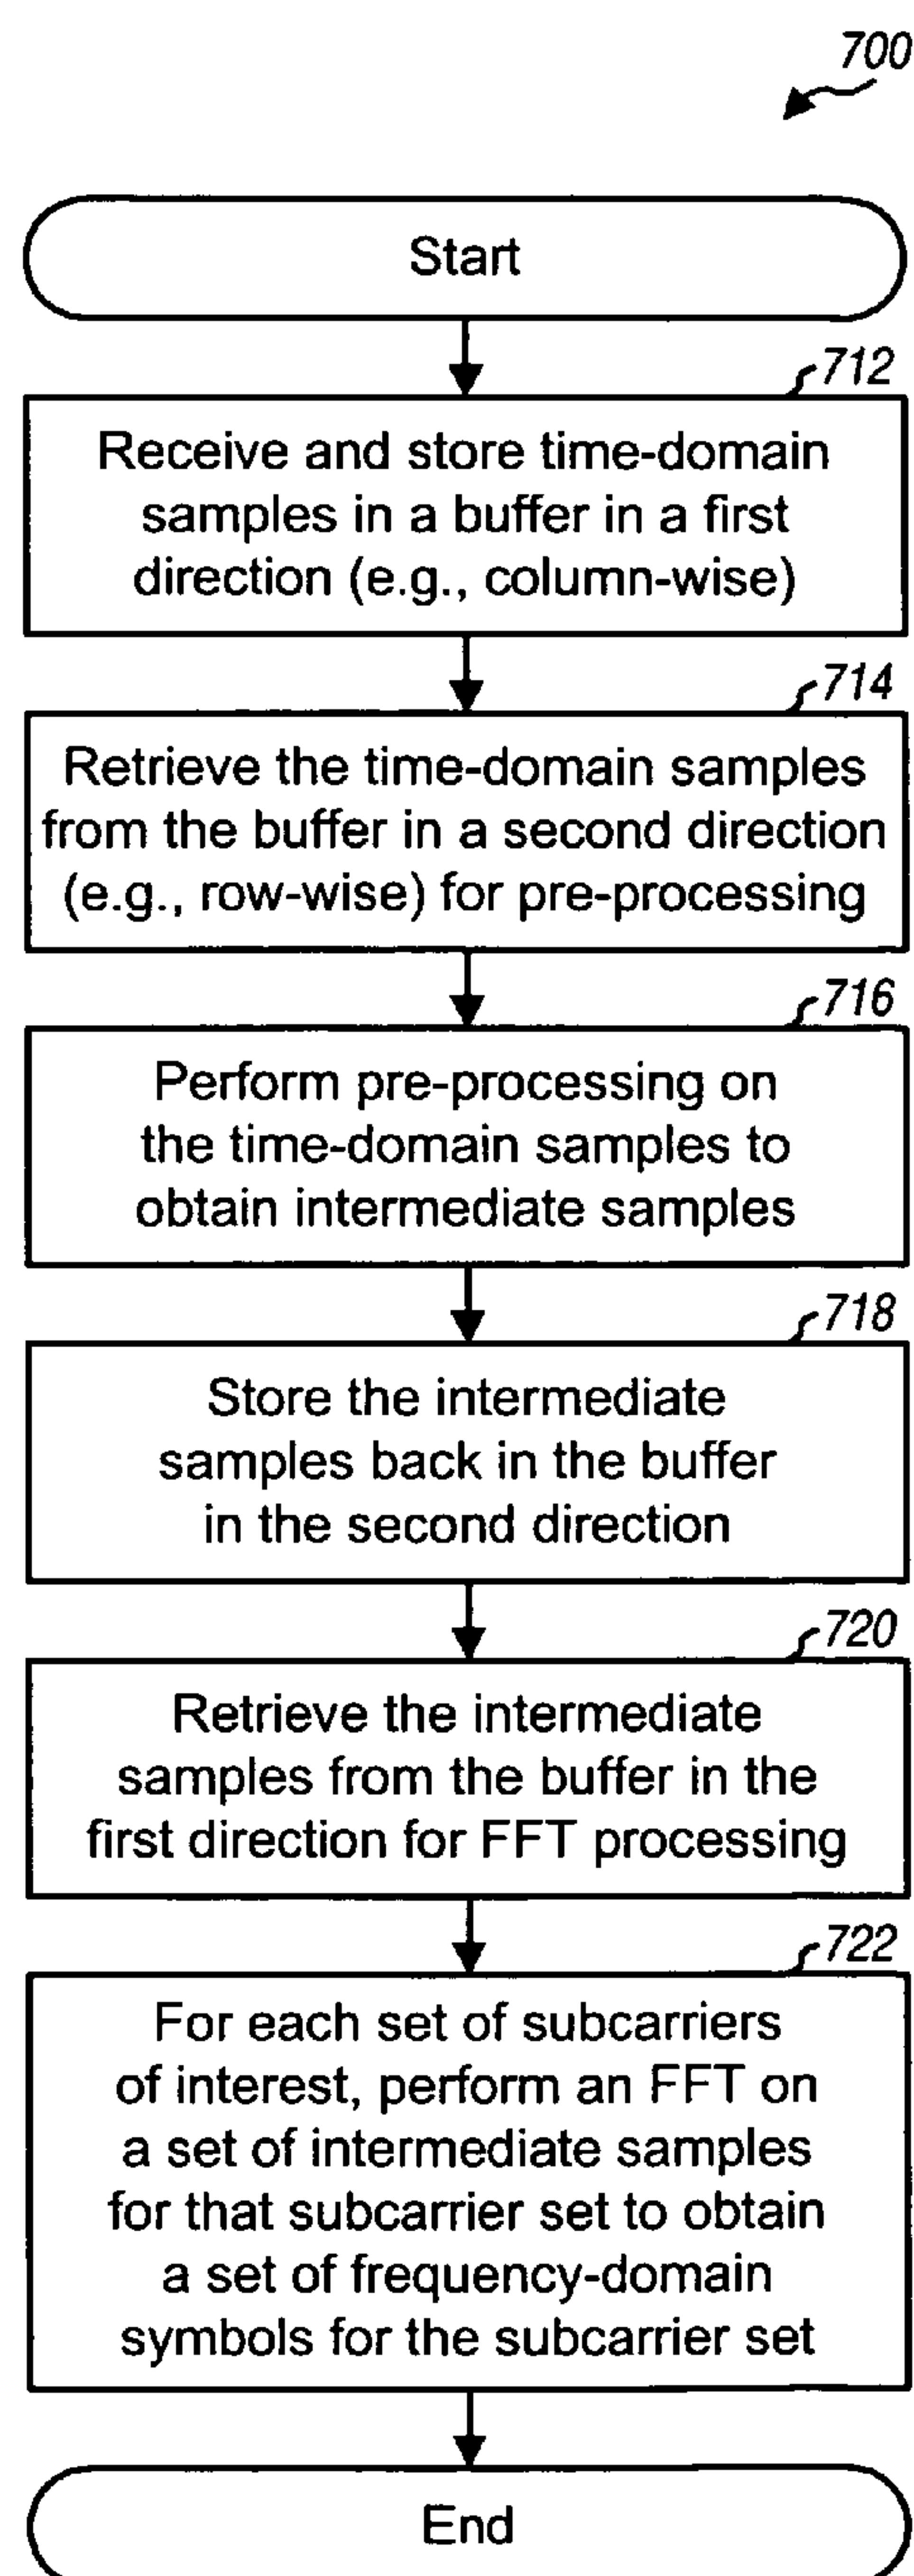 700
Start
712
Receive and store time-domain
samples in a buffer in a first
direction (e.g., column-wise)
714
Retrieve the time-domain samples
from the buffer in a second direction
(e.g., row-wise) for pre-processing
716
Perform pre-processing on
the time-domain samples to
obtain intermediate samples
718
Store the intermediate
samples back in the buffer
in the second direction
720
Retrieve the intermediate
samples from the buffer in the
first direction for FFT processing
722
For each set of subcarriers
of interest, perform an FFT on
a set of intermediate samples
for that subcarrier set to obtain
a set of frequency-domain
symbols for the subcarrier set
End